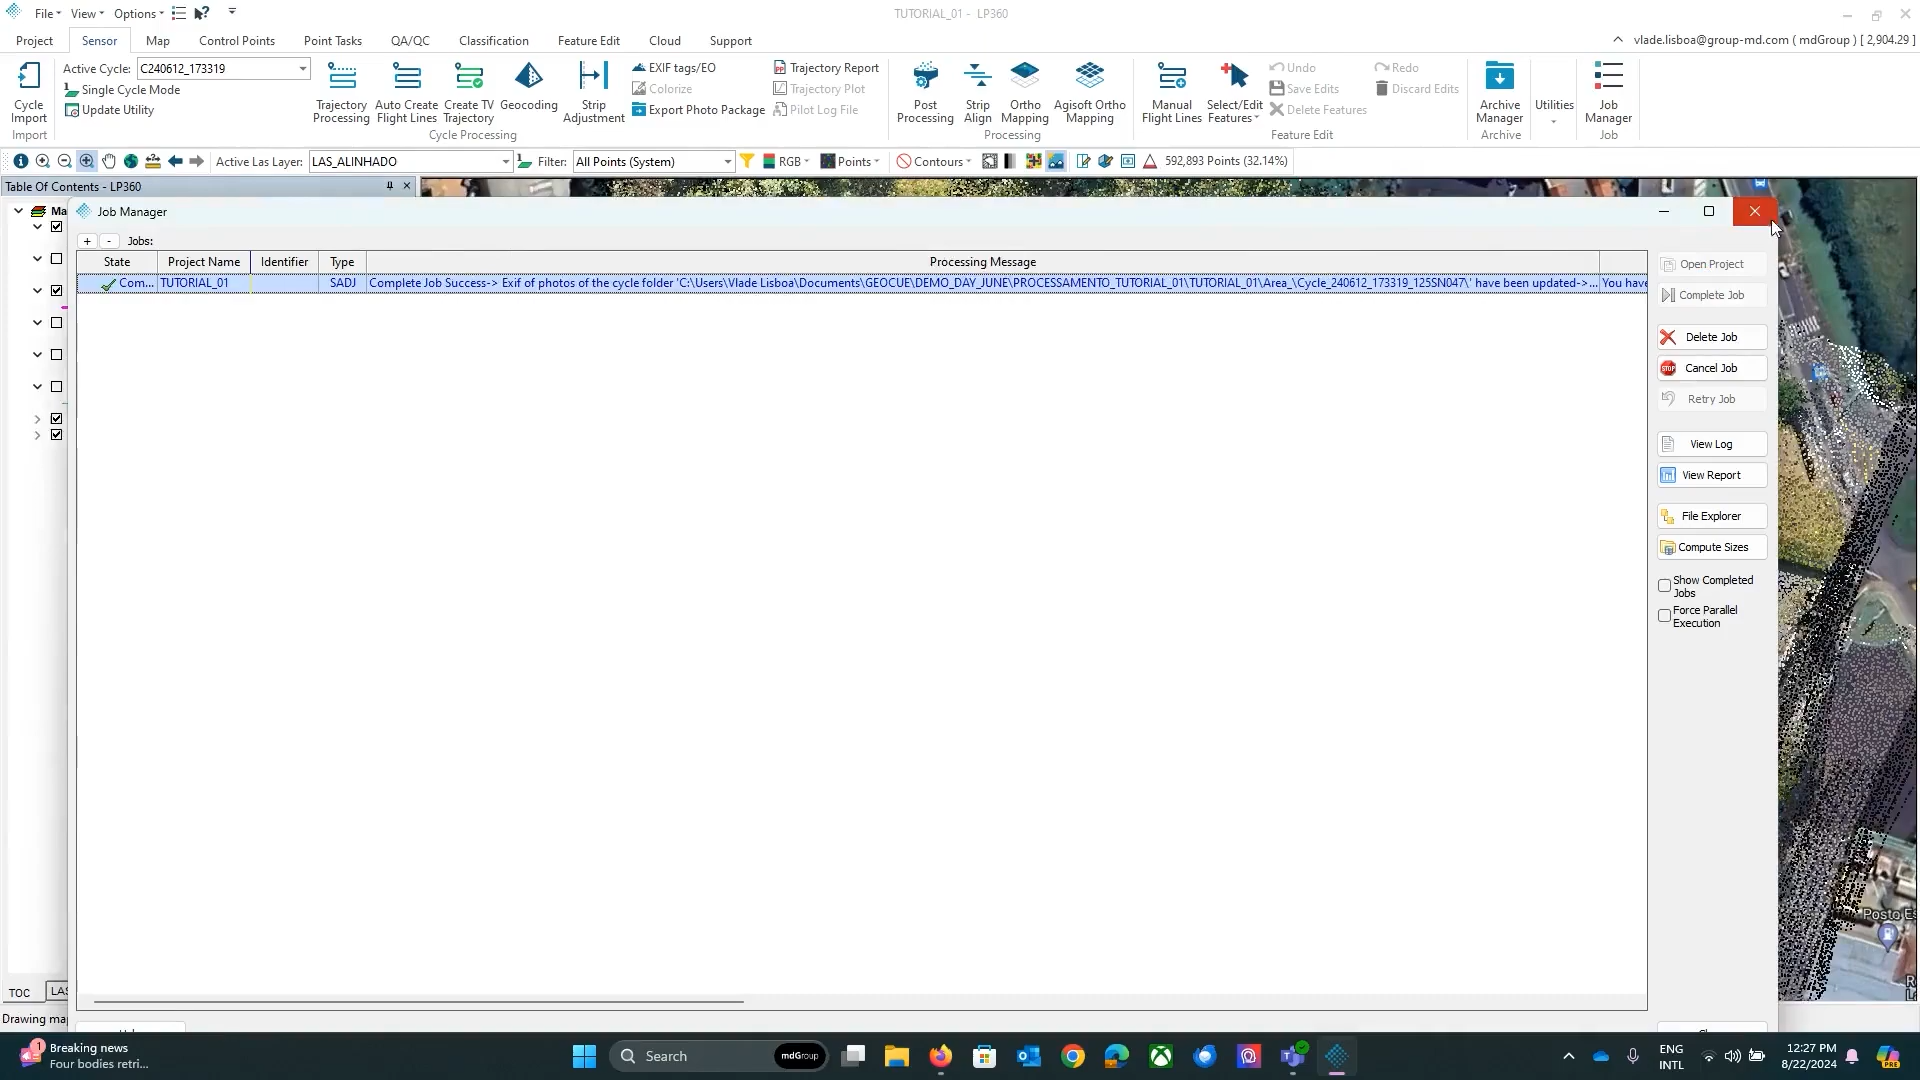 File View Options TUTORIAL_01 - LP360
Project Sensor Map Control Points Point Tasks QA/QC Classification Feature Edit Cloud Support vlade.lisboa@group-md.com ( mdGroup ) [ 2,904.29 ]
Active Cycle: C240612_173319
Single Cycle Mode
Update Utility
Cycle Import
Import
Trajectory Processing
Auto Create Flight Lines
Create TV Trajectory
Geocoding
Strip Adjustment
EXIF tags/EO
Colorize
Export Photo Package
Trajectory Report
Trajectory Plot
Pilot Log File
Cycle Processing
Post Processing
Strip Align
Ortho Mapping
Agisoft Ortho Mapping
Processing
Manual Flight Lines
Select/Edit Features
Undo
Save Edits
Delete Features
Redo
Discard Edits
Feature Edit
Archive Manager
Archive
Utilities
Job Manager
Job
Active Las Layer: LAS_ALINHADO Filter: All Points (System) RGB Points Contours 592,893 Points (32.14%)
Table Of Contents - LP360
Ma
Job Manager
+ - Jobs:
State Project Name Identifier Type Processing Message
Com... TUTORIAL_01 SADJ Complete Job Success-> Exif of photos of the cycle folder 'C:\Users\Vlade Lisboa\Documents\GEOCUE\DEMO_DAY_JUNE\PROCESSAMENTO_TUTORIAL_01\TUTORIAL_01\Area_\Cycle_240612_173319_125SN047\' have been updated->... You have
Open Project
Complete Job
Delete Job
STOP Cancel Job
Retry Job
View Log
View Report
File Explorer
Compute Sizes
Show Completed
Jobs
Force Parallel
Execution
Posto Es
TOC LAS
Drawing map
1 Breaking news
Four bodies retri...
Search mdGroup
ENG
INTL
12:27 PM
8/22/2024
PRE